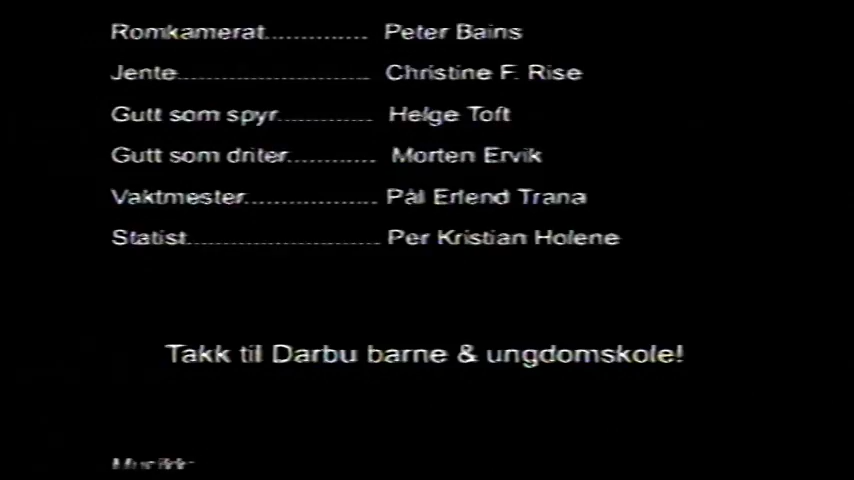 Romkamerat.............. Peter Bains
Jente............................ Christine F. Rise
Gutt som spyr............. Helge Toft
Gutt som driter............ Morten Ervik
Vaktmester.................. Pål Erlend Trana
Statist............................ Per Kristian Holene
Takk til Darbu barne & ungdomskole!